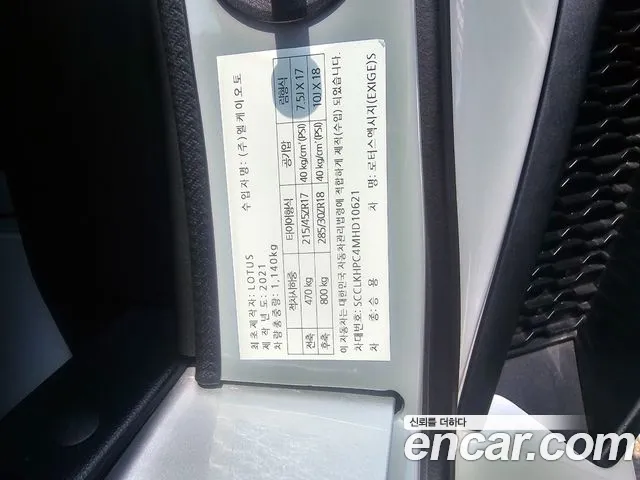 최초제작자: LOTUS 수입자명: (주)엘케이오토
제작년도: 2021
차량총중량: 1,140kg
적차시하중 타이어형식 공기압 림형식
전축 470 kg 215/45ZR17 40 kg/cm²(PSI) 7.5J X 17
후축 800 kg 285/30ZR18 40 kg/cm²(PSI) 10J X 18
이 자동차는 대한민국 자동차관리법령에 적합하게 제작(수입) 되었습니다.
차대번호: SCCLKHPC4MHD10621
차 종: 승 용 차 명: 로터스엑시지(EXIGE)S
신뢰를 더하다
encar.com